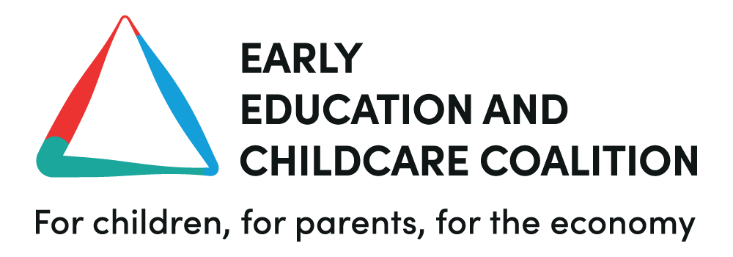 EARLY
EDUCATION AND
CHILDCARE COALITION
For children, for parents, for the economy